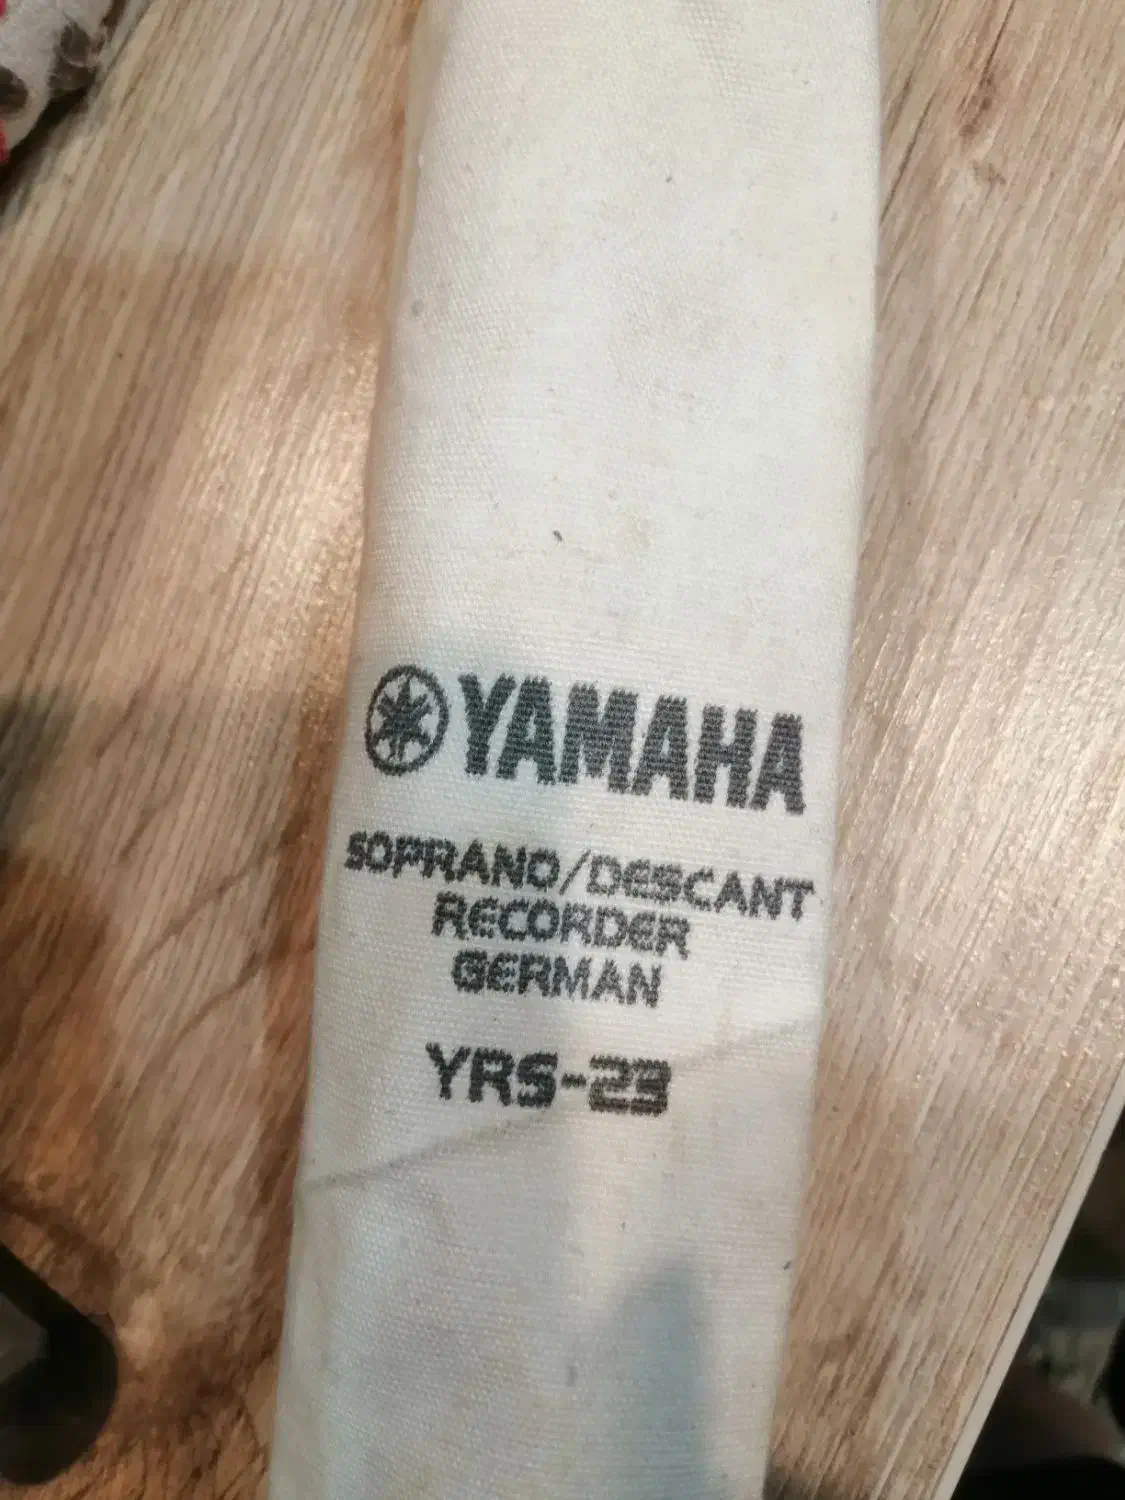 YAMAHA
SOPRANO/DESCANT
RECORDER
GERMAN
YRS-23